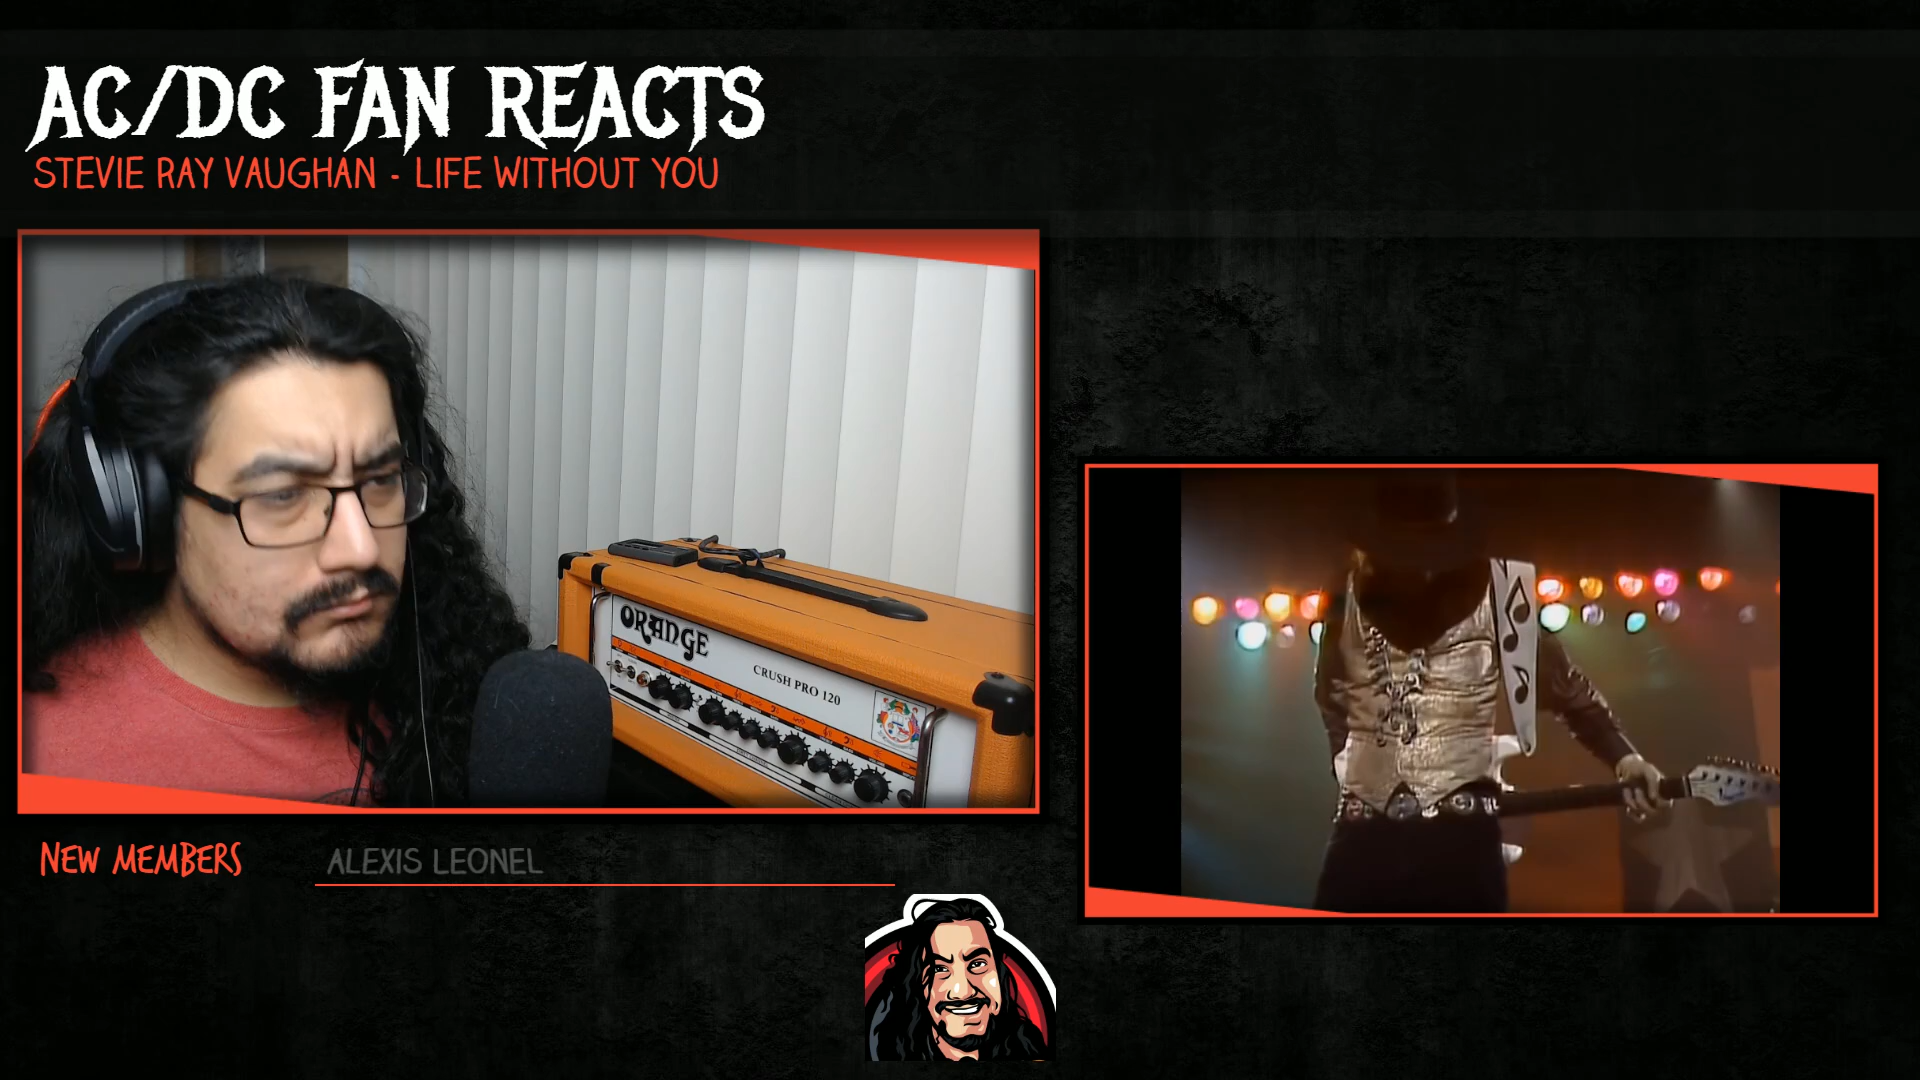 AC/DC FAN REACTS
STEVIE RAY VAUGHAN - LIFE WITHOUT YOU
ORANGE
CRUSH PRO 120
NEW MEMBERS
ALEXIS LEONEL